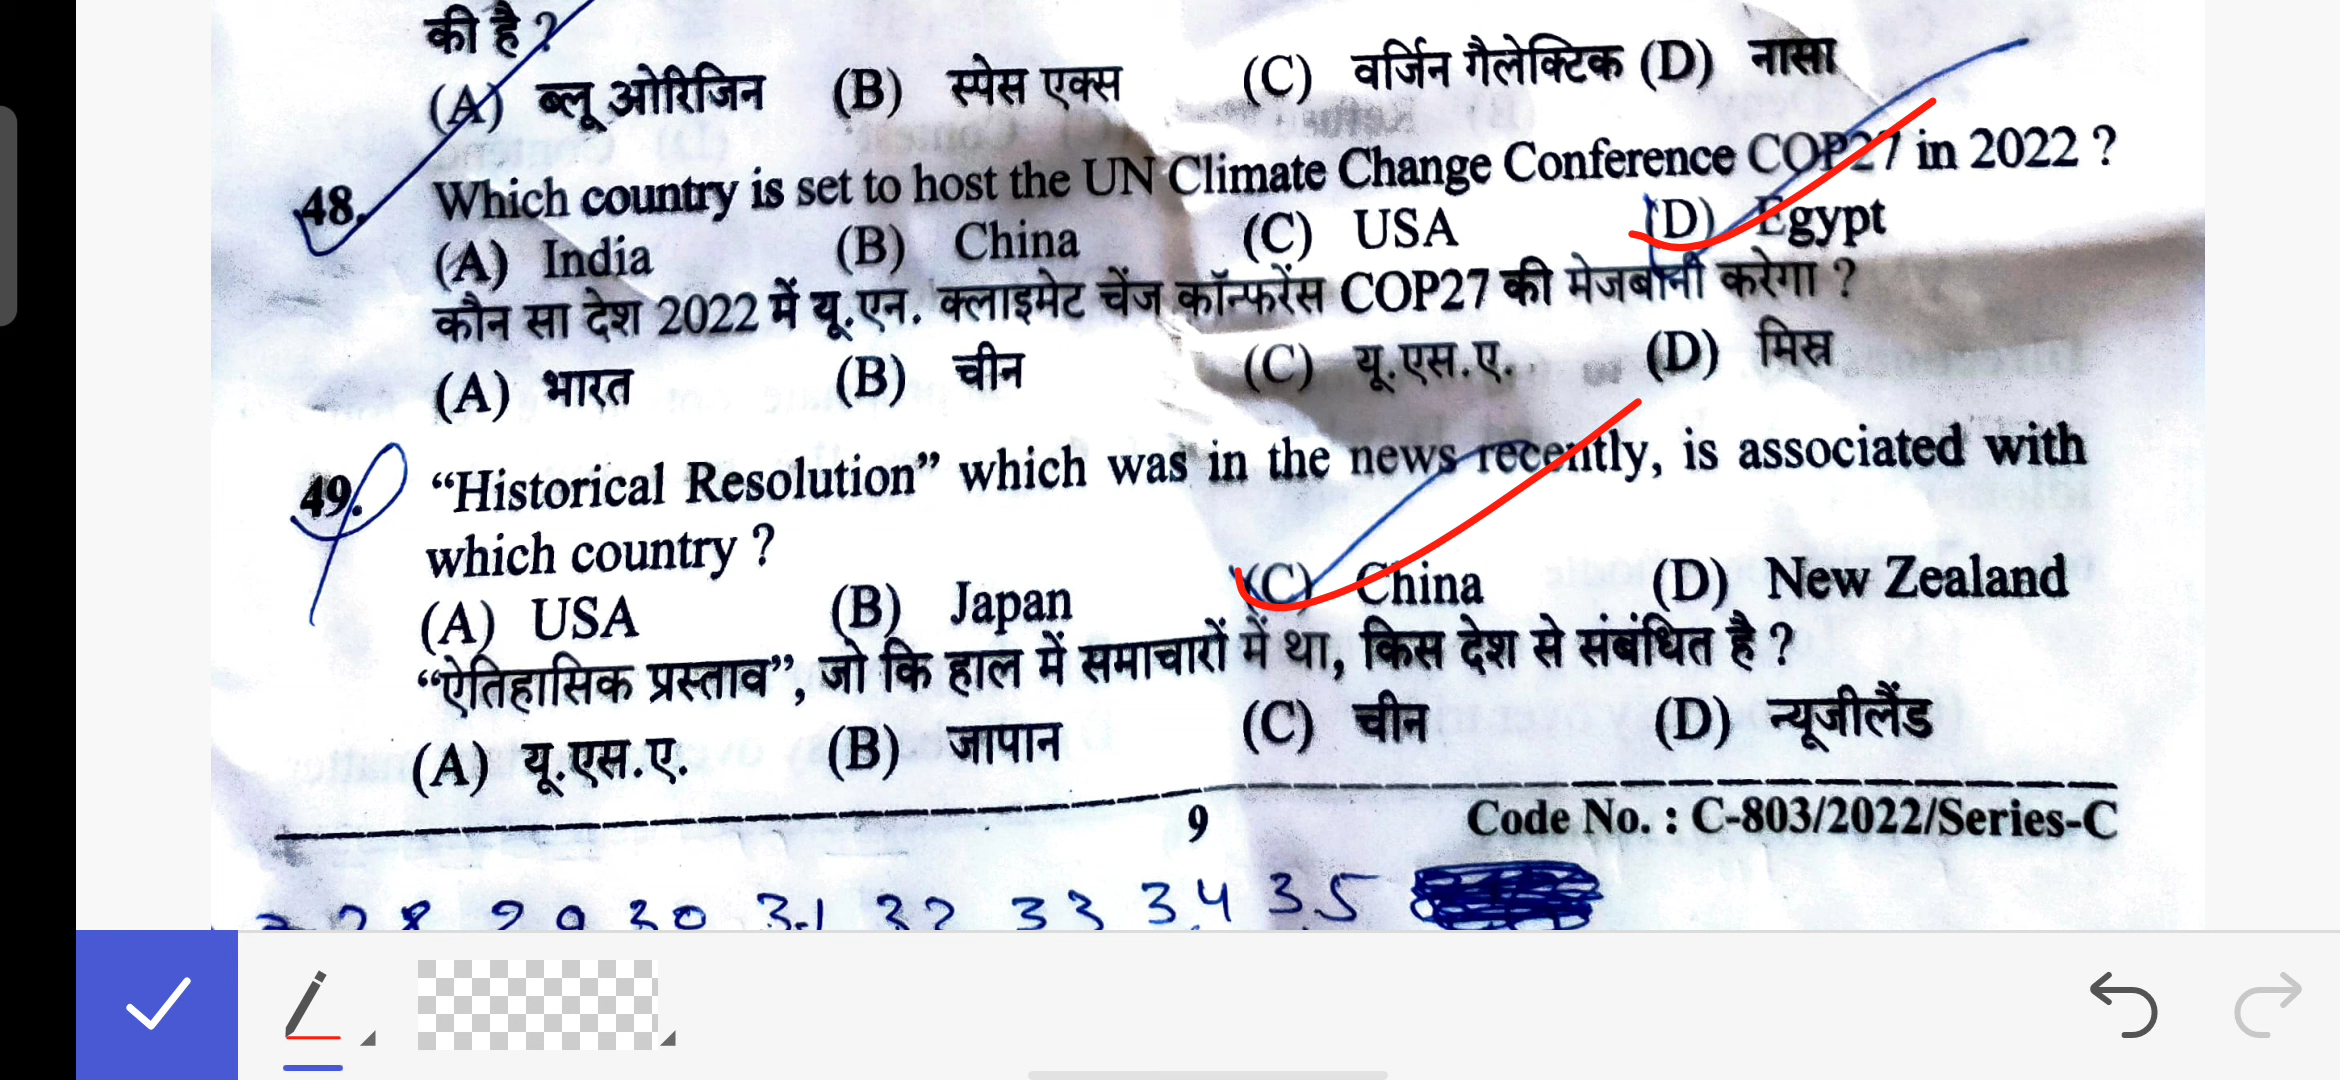 की है ?
(A) ब्लू ओरिजिन (B) स्पेस एक्स (C) वर्जिन गैलेक्टिक (D) नासा
48. Which country is set to host the UN Climate Change Conference COP27 in 2022 ?
(A) India (B) China (C) USA (D) Egypt
कौन सा देश 2022 में यू.एन. क्लाइमेट चेंज कॉन्फरेंस COP27 की मेजबानी करेगा ?
(A) भारत (B) चीन (C) यू.एस.ए. (D) मिस्र
49. “Historical Resolution” which was in the news recently, is associated with
which country ?
(A) USA (B) Japan (C) China (D) New Zealand
“ऐतिहासिक प्रस्ताव”, जो कि हाल में समाचारों में था, किस देश से संबंधित है ?
(A) यू.एस.ए. (B) जापान (C) चीन (D) न्यूजीलैंड
9 Code No. : C-803/2022/Series-C
28 29 30 31 32 33 34 35